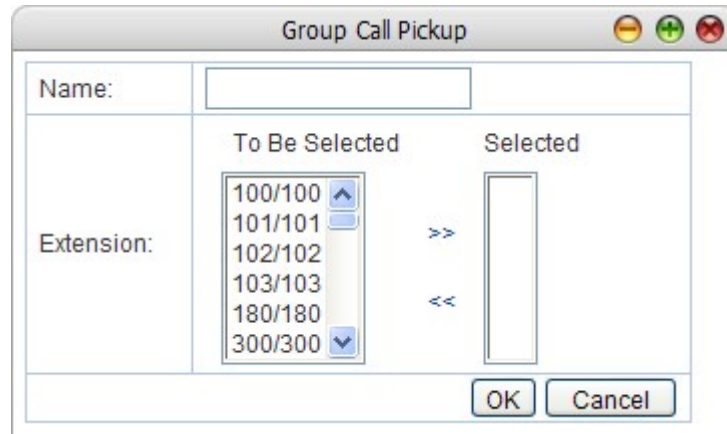 Group Call Pickup
Name:
To Be Selected Selected
Extension:
100/100
101/101
102/102
103/103
180/180
300/300
>>
<<
OK Cancel